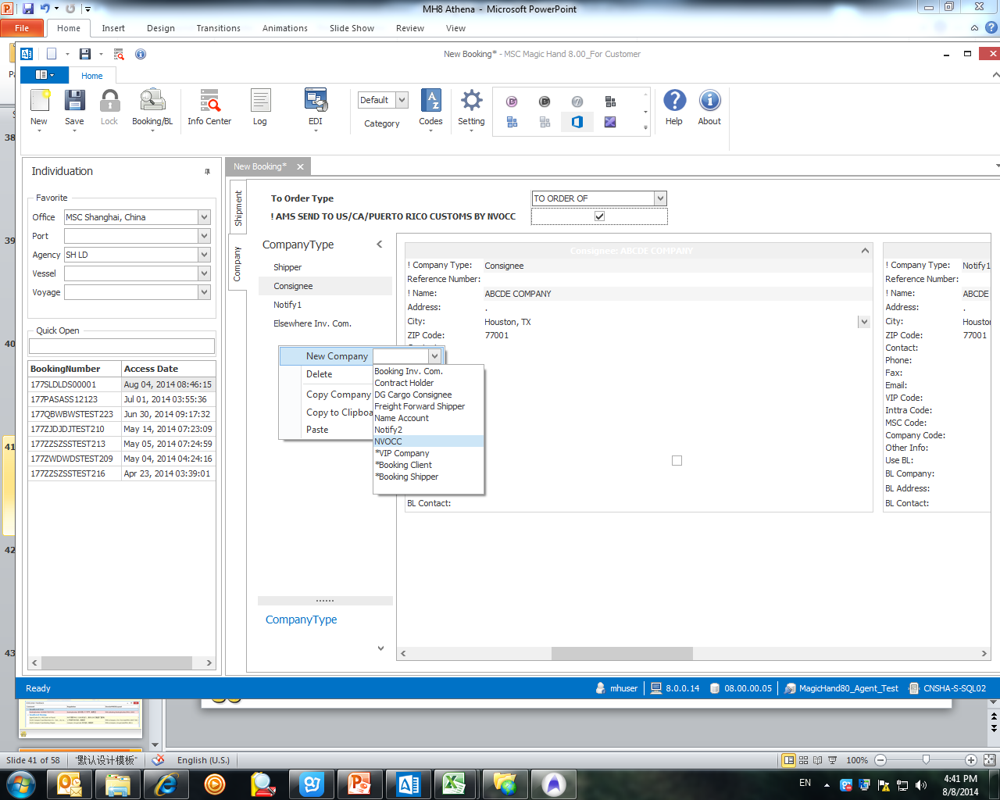 MH8 Athena - Microsoft PowerPoint
File Home Insert Design Transitions Animations Slide Show Review View
New Booking* - MSC Magic Hand 8.00_For Customer
Home
New Save Lock Booking/BL Info Center Log EDI Default Category Codes Setting Help About
Individuation
Favorite
Office MSC Shanghai, China
Port
Agency SH LD
Vessel
Voyage
Quick Open
BookingNumber Access Date
177SLDLDS00001 Aug 04, 2014 08:46:15
177PASASS12123 Jul 01, 2014 03:55:36
177QBWBWSTEST223 Jun 30, 2014 09:17:32
177ZJDJDJTEST210 May 14, 2014 07:23:09
177ZZSZSSTEST213 May 05, 2014 07:24:59
177ZWDWDSTEST209 May 04, 2014 04:24:16
177ZZSZSSTEST216 Apr 23, 2014 03:39:01
38
39
40
41
42
43
New Booking*
Shipment
Company
To Order Type TO ORDER OF
! AMS SEND TO US/CA/PUERTO RICO CUSTOMS BY NVOCC
CompanyType
Shipper
Consignee
Notify1
Elsewhere Inv. Com.
New Company
Delete
Copy Company
Copy to Clipboa
Paste
Booking Inv. Com.
Contract Holder
DG Cargo Consignee
Freight Forward Shipper
Name Account
Notify2
NVOCC
*VIP Company
*Booking Client
*Booking Shipper
CompanyType
Consignee: ABCDE COMPANY
! Company Type: Consignee
Reference Number:
! Name: ABCDE COMPANY
Address: .
City: Houston, TX
ZIP Code: 77001
BL Contact:
! Company Type: Notify1
Reference Number:
! Name: ABCDE
Address: .
City: Houston
ZIP Code: 77001
Contact:
Phone:
Fax:
Email:
VIP Code:
Inttra Code:
MSC Code:
Company Code:
Other Info:
Use BL:
BL Company:
BL Address:
BL Contact:
Ready mhuser 8.0.0.14 08.00.00.05 MagicHand80_Agent_Test CNSHA-S-SQL02
Slide 41 of 58 "默认设计模板" English (U.S.) 100%
EN 4:41 PM
8/8/2014